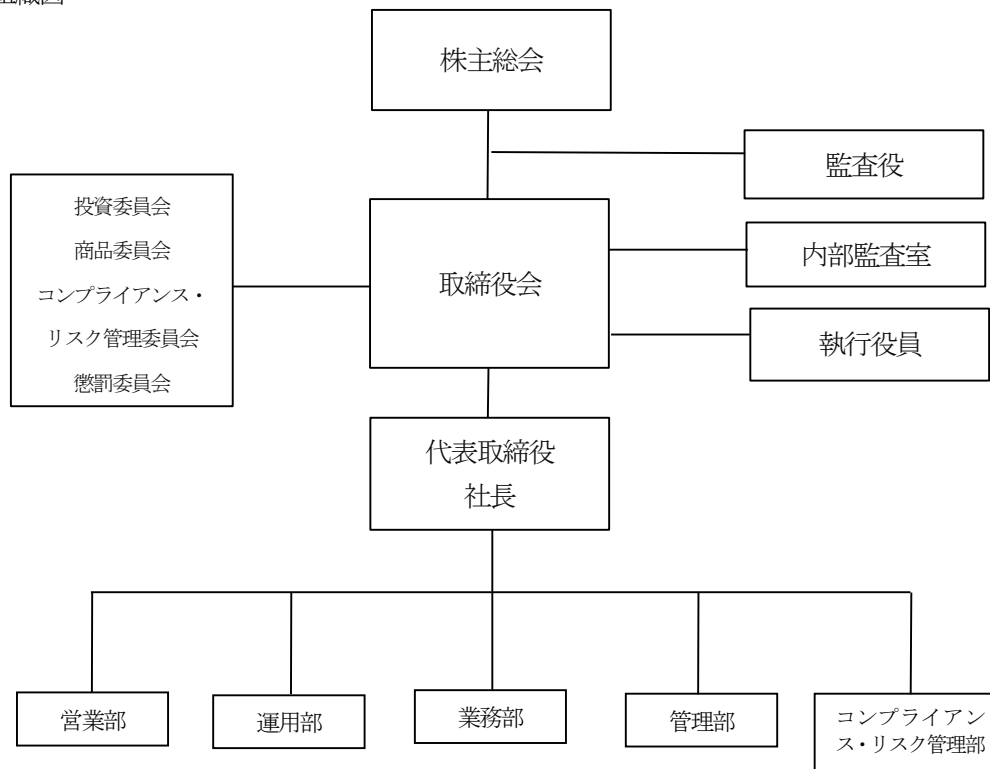 株主総会
監査役
投資委員会
商品委員会
コンプライアンス・
リスク管理委員会
懲罰委員会
取締役会
内部監査室
執行役員
代表取締役
社長
営業部
運用部
業務部
管理部
コンプライアン
ス・リスク管理部